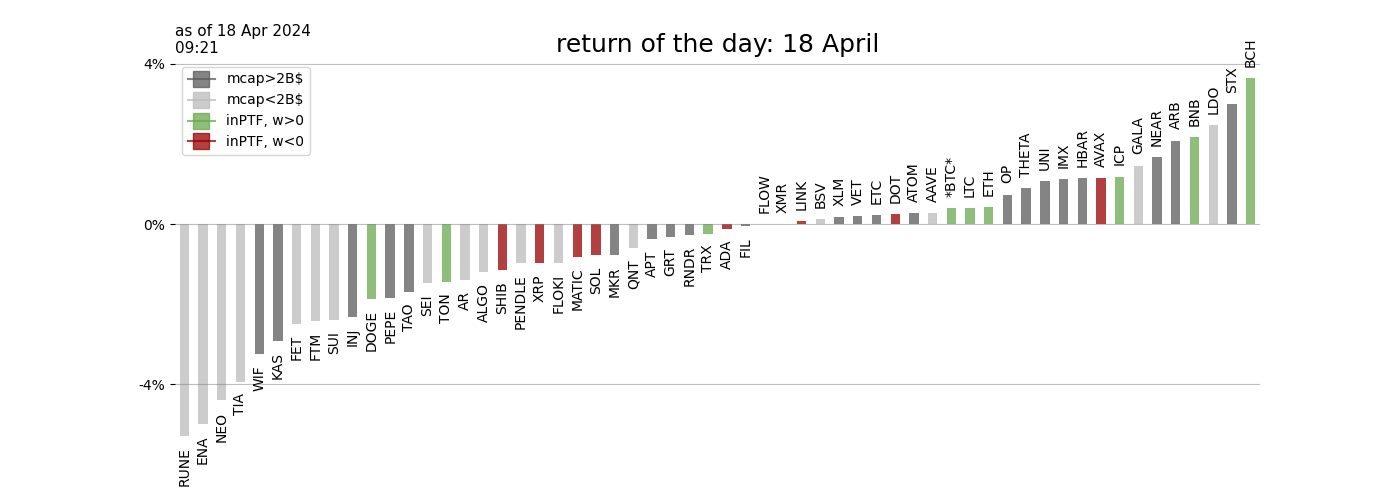 as of 18 Apr 2024
09:21
return of the day: 18 April
4%
0%
-4%
mcap>2B$
mcap<2B$
inPTF, w>0
inPTF, w<0
RUNE
ENA
NEO
TIA
WIF
KAS
FET
FTM
SUI
INJ
DOGE
PEPE
TAO
SEI
TON
AR
ALGO
SHIB
PENDLE
XRP
FLOKI
MATIC
SOL
MKR
QNT
APT
GRT
RNDR
TRX
ADA
FIL
FLOW
XMR
LINK
BSV
XLM
VET
ETC
DOT
ATOM
AAVE
*BTC*
LTC
ETH
OP
THETA
UNI
IMX
HBAR
AVAX
ICP
GALA
NEAR
ARB
BNB
LDO
STX
BCH